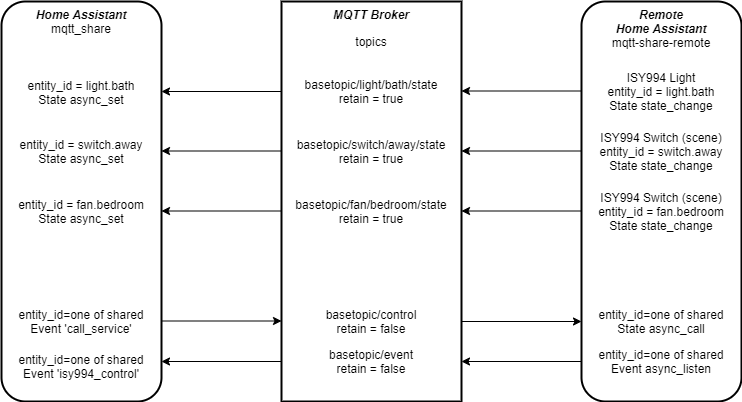 Home Assistant
mqtt_share
entity_id = light.bath
State async_set
entity_id = switch.away
State async_set
entity_id = fan.bedroom
State async_set
entity_id=one of shared
Event 'call_service'
entity_id=one of shared
Event 'isy994_control'
MQTT Broker
topics
basetopic/light/bath/state
retain = true
basetopic/switch/away/state
retain = true
basetopic/fan/bedroom/state
retain = true
basetopic/control
retain = false
basetopic/event
retain = false
Remote
Home Assistant
mqtt-share-remote
ISY994 Light
entity_id = light.bath
State state_change
ISY994 Switch (scene)
entity_id = switch.away
State state_change
ISY994 Switch (scene)
entity_id = fan.bedroom
State state_change
entity_id=one of shared
State async_call
entity_id=one of shared
Event async_listen